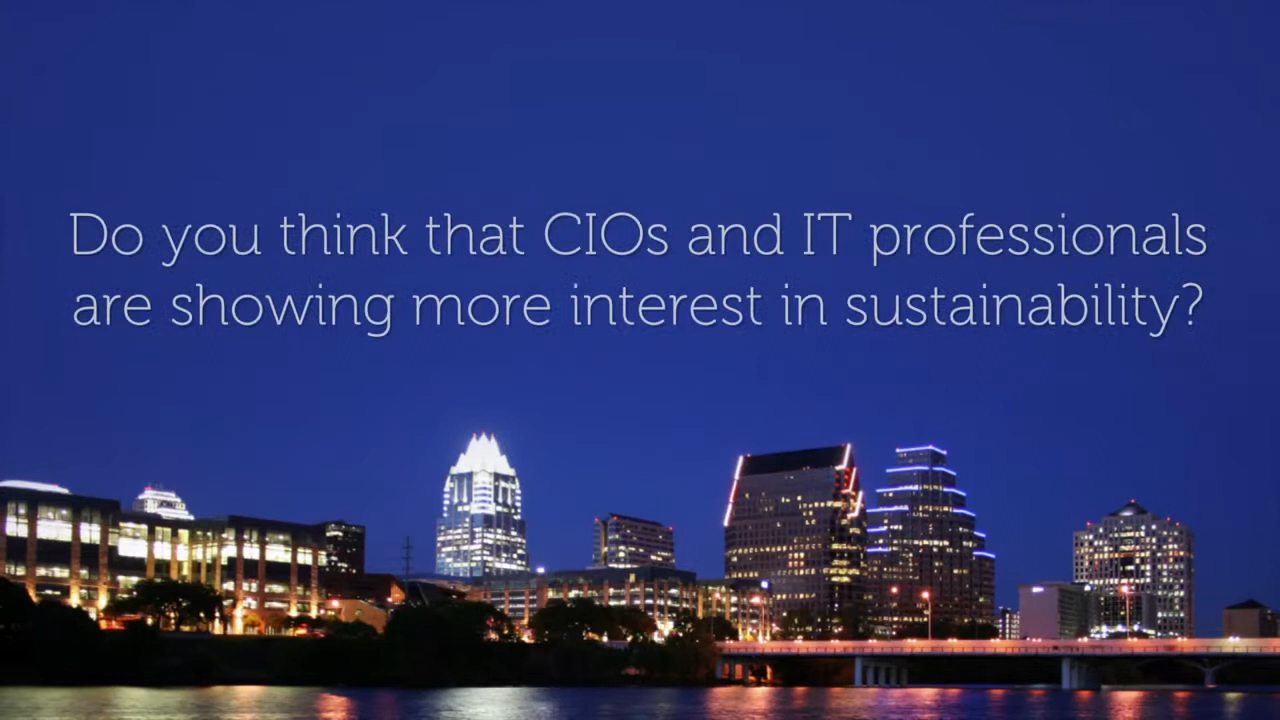 Do you think that CIOs and IT professionals
are showing more interest in sustainability?